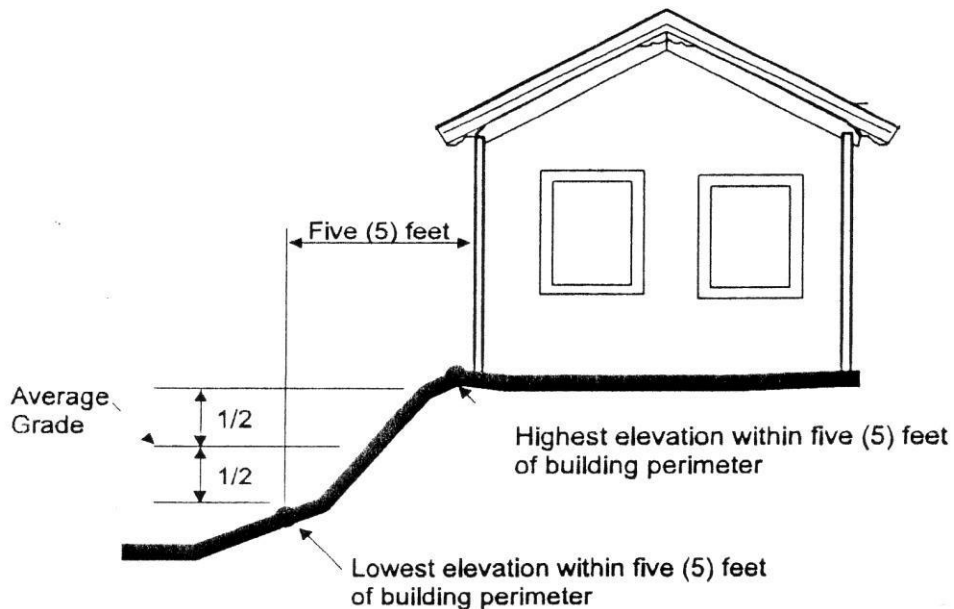 Five (5) feet
Average
Grade
1/2
1/2
Highest elevation within five (5) feet
of building perimeter
Lowest elevation within five (5) feet
of building perimeter